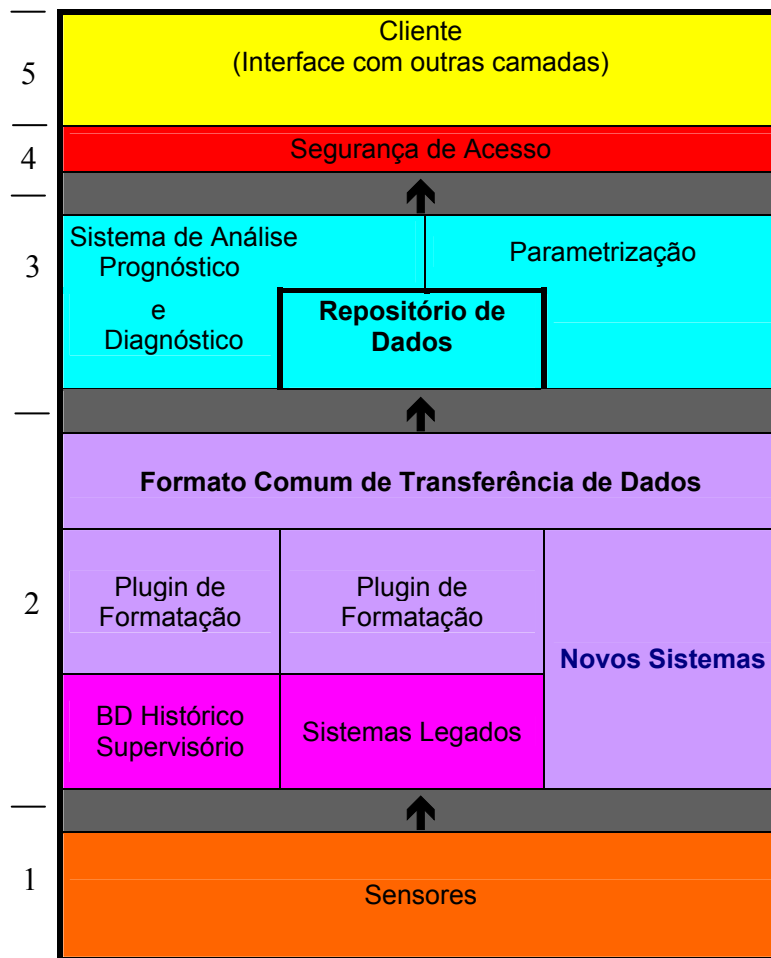 5
Cliente
(Interface com outras camadas)
4
Segurança de Acesso
3
Sistema de Análise
Prognóstico
e
Diagnóstico
Parametrização
Repositório de
Dados
2
Formato Comum de Transferência de Dados
Plugin de
Formatação
Plugin de
Formatação
Novos Sistemas
BD Histórico
Supervisório
Sistemas Legados
1
Sensores